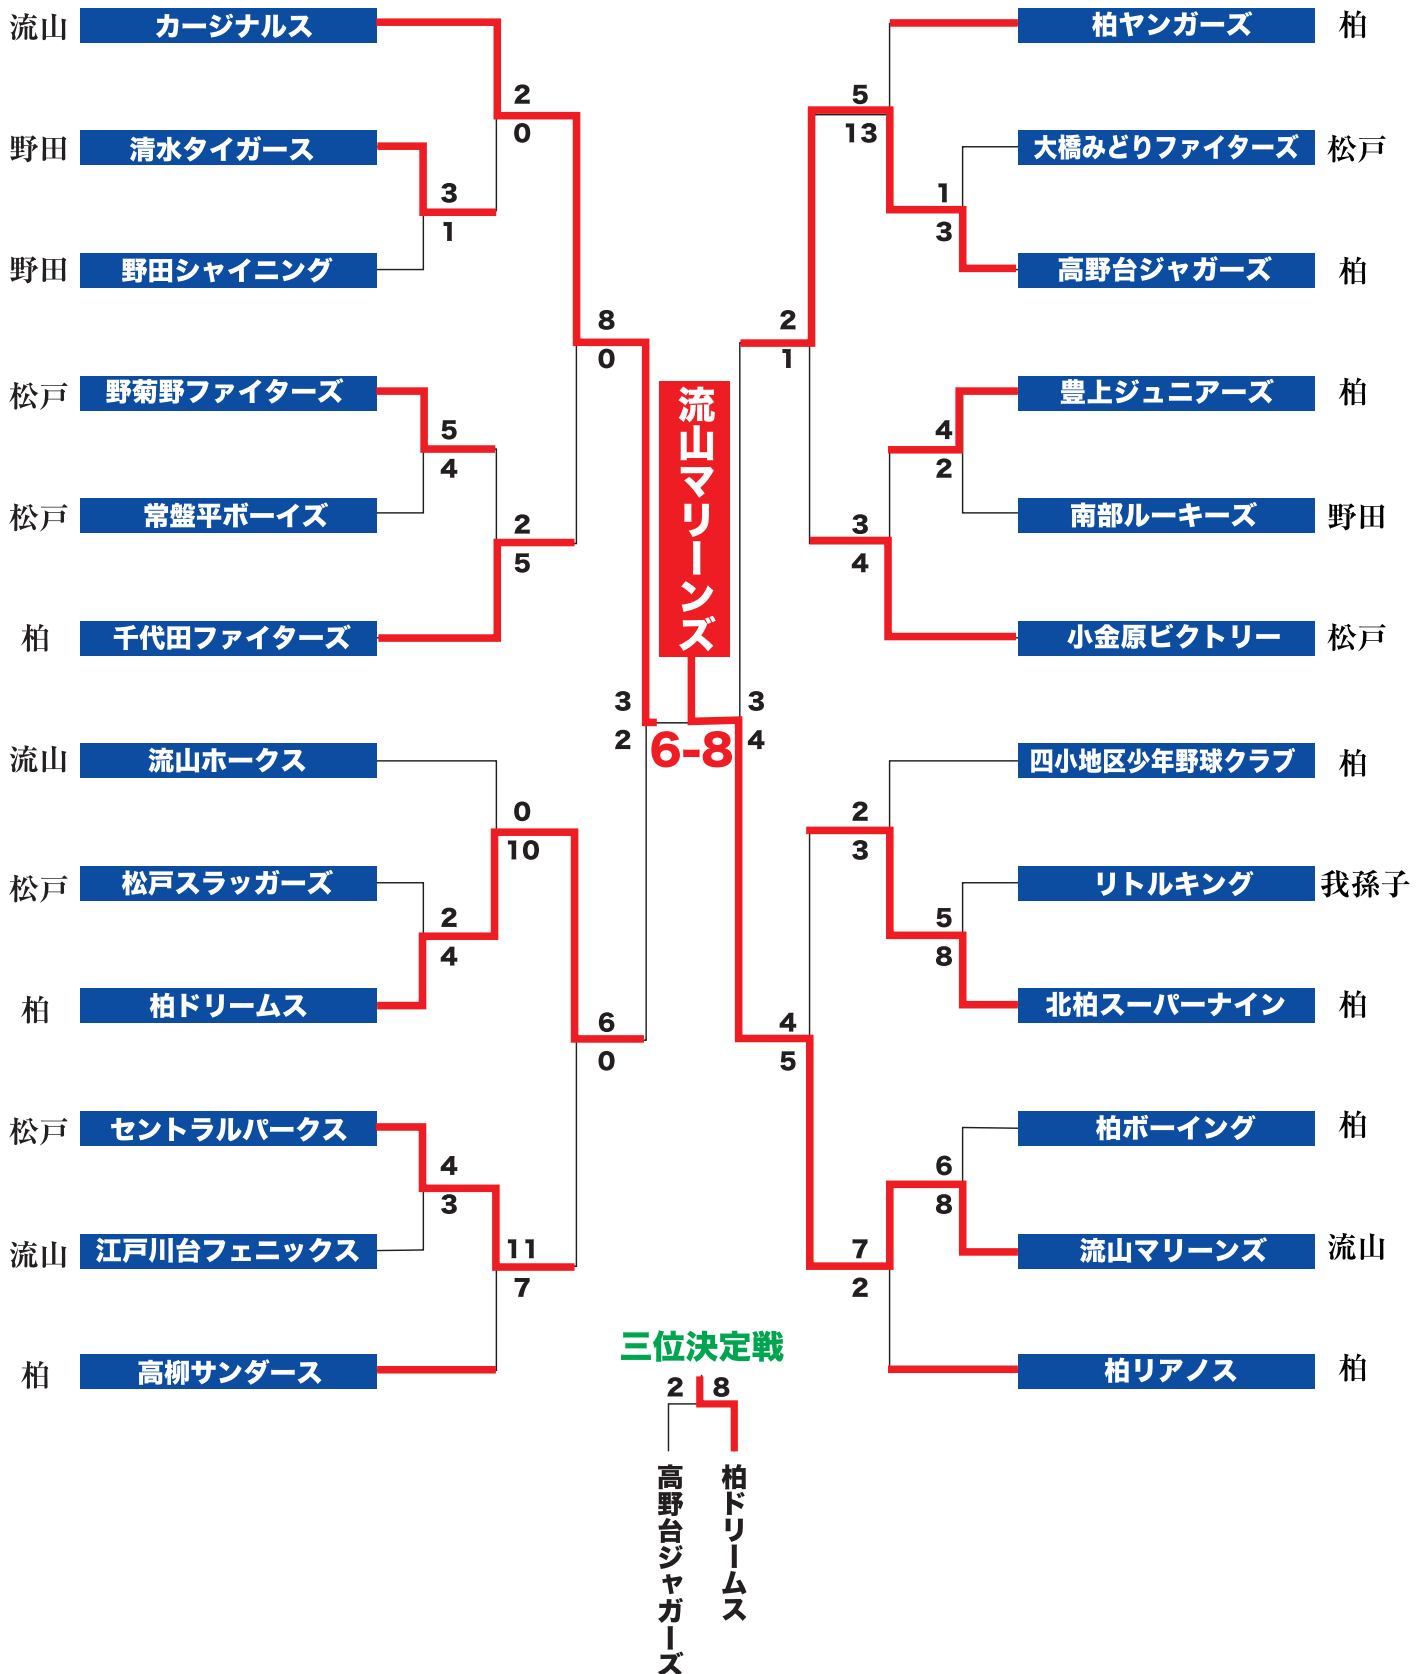 流山 カージナルス
2
0
野田 清水タイガース
3
1
野田 野田シャイニング
8
0
松戸 野菊野ファイターズ
5
4
松戸 常盤平ボーイズ
2
5
柏 千代田ファイターズ
3
2
流山 流山ホークス
0
10
松戸 松戸スラッガーズ
2
4
柏 柏ドリームス
6
0
松戸 セントラルパークス
4
3
流山 江戸川台フェニックス
11
7
柏 高柳サンダース
流山マリーンズ
6-8
柏ヤンガーズ 柏
5
13
大橋みどりファイターズ 松戸
1
3
高野台ジャガーズ 柏
2
1
豊上ジュニアーズ 柏
4
2
南部ルーキーズ 野田
3
4
小金原ビクトリー 松戸
3
4
四小地区少年野球クラブ 柏
2
3
リトルキング 我孫子
5
8
北柏スーパーナイン 柏
4
5
柏ボーイング 柏
6
8
流山マリーンズ 流山
7
2
柏リアノス 柏
三位決定戦
2 8
高野台ジャガーズ
柏ドリームス